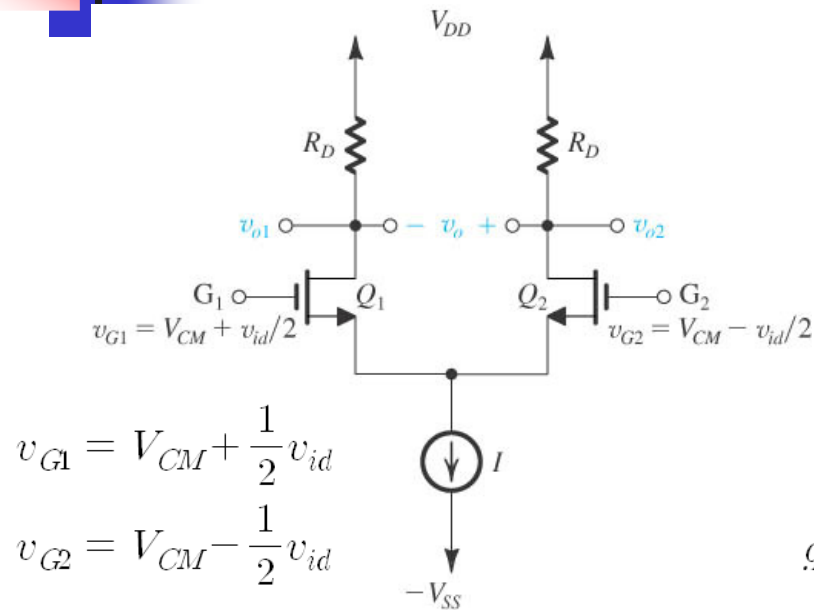 V_DD
R_D R_D
v_o1 − v_o + v_o2
G_1 Q_1 Q_2 G_2
v_G1 = V_CM + v_id/2 v_G2 = V_CM − v_id/2
v_G1 = V_CM + 1/2 v_id
I
v_G2 = V_CM − 1/2 v_id
−V_SS